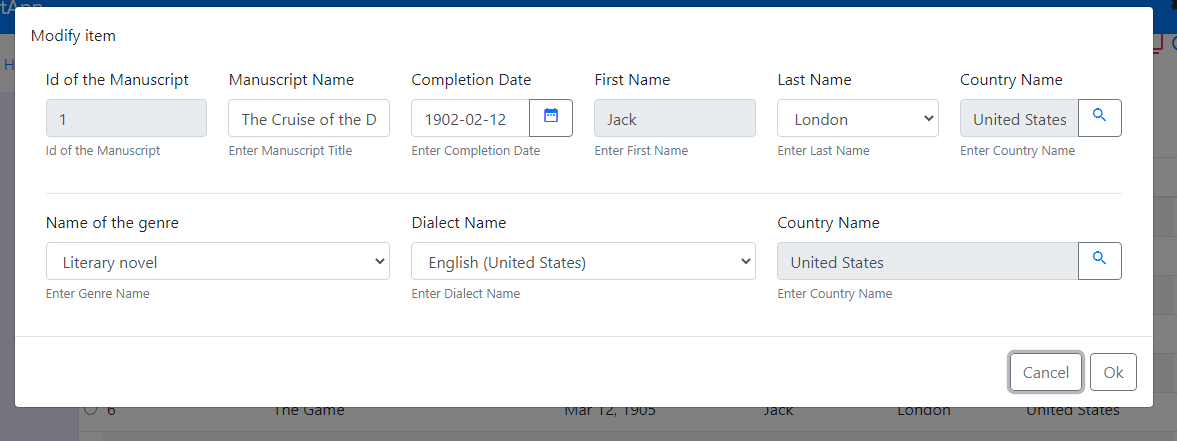 tApp
Modify item
H
Id of the Manuscript Manuscript Name Completion Date First Name Last Name Country Name
1 The Cruise of the D 1902-02-12 Jack London United States
Id of the Manuscript Enter Manuscript Title Enter Completion Date Enter First Name Enter Last Name Enter Country Name
Name of the genre Dialect Name Country Name
Literary novel English (United States) United States
Enter Genre Name Enter Dialect Name Enter Country Name
Cancel Ok
6 The Game Mar 12, 1905 Jack London United States